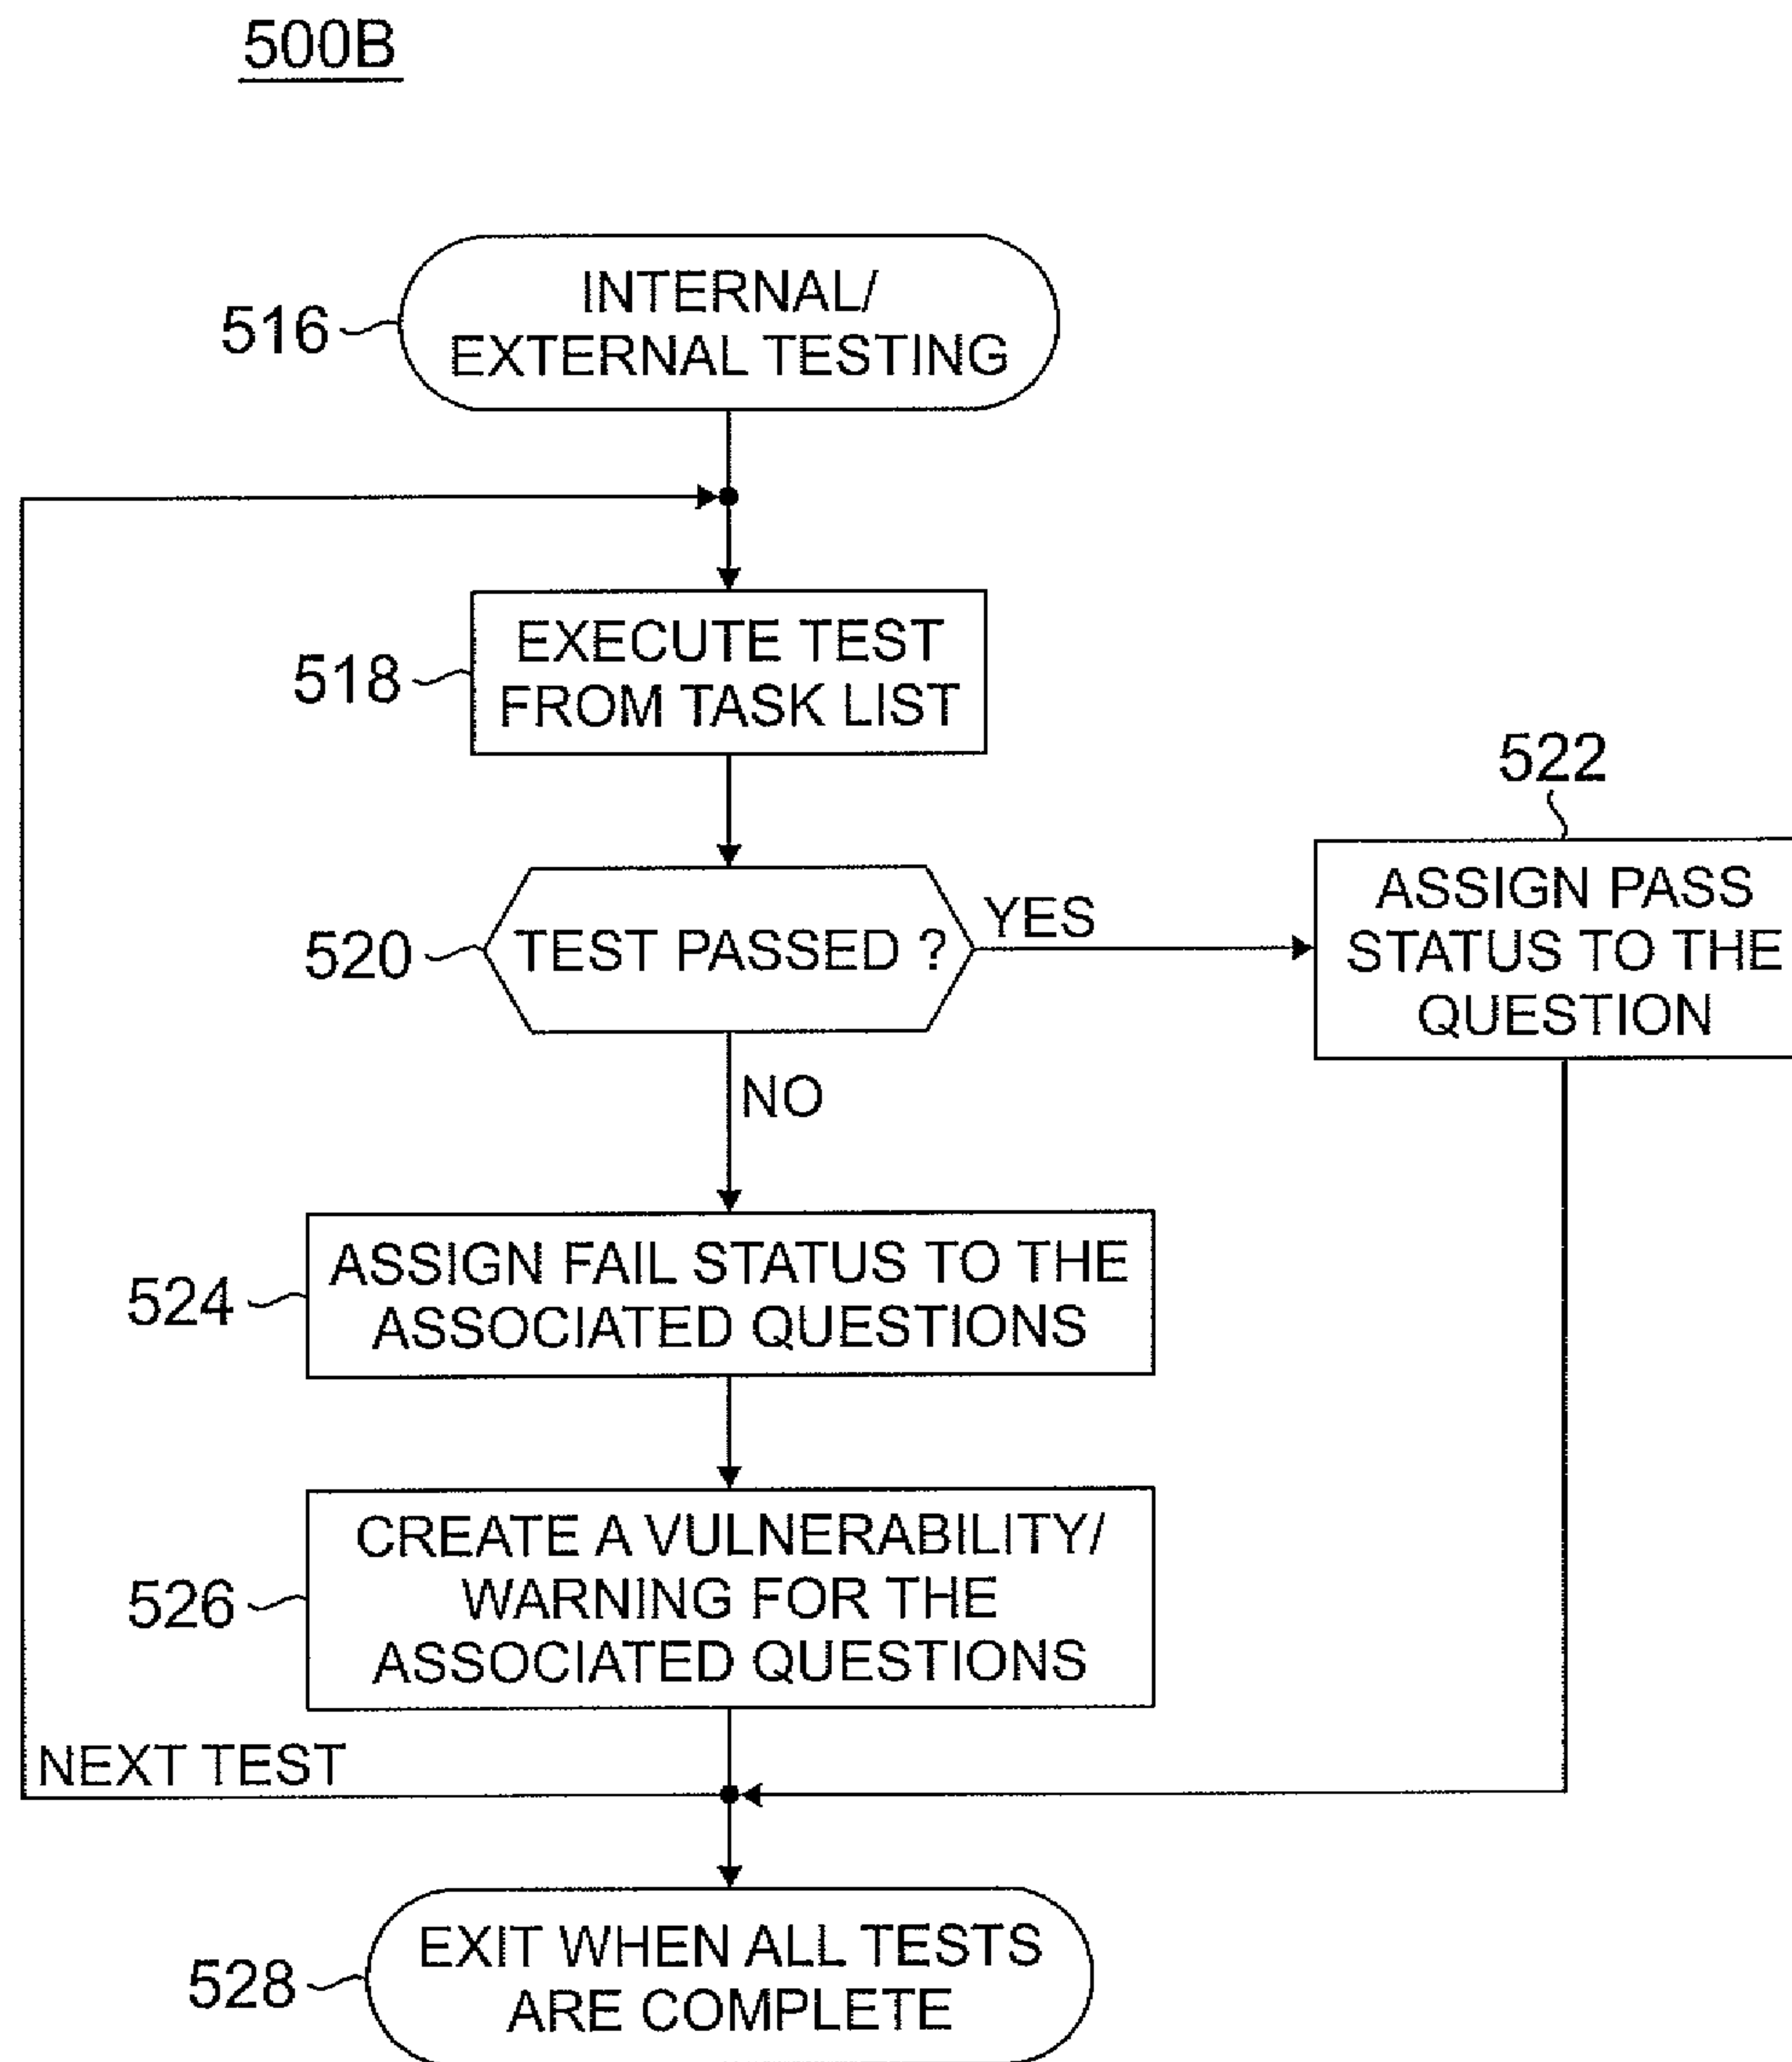 500B
INTERNAL/
EXTERNAL TESTING
516
EXECUTE TEST
FROM TASK LIST
518
522
ASSIGN PASS
STATUS TO THE
QUESTION
YES
TEST PASSED ?
520
NO
ASSIGN FAIL STATUS TO THE
ASSOCIATED QUESTIONS
524
CREATE A VULNERABILITY/
WARNING FOR THE
ASSOCIATED QUESTIONS
526
NEXT TEST
EXIT WHEN ALL TESTS
ARE COMPLETE
528